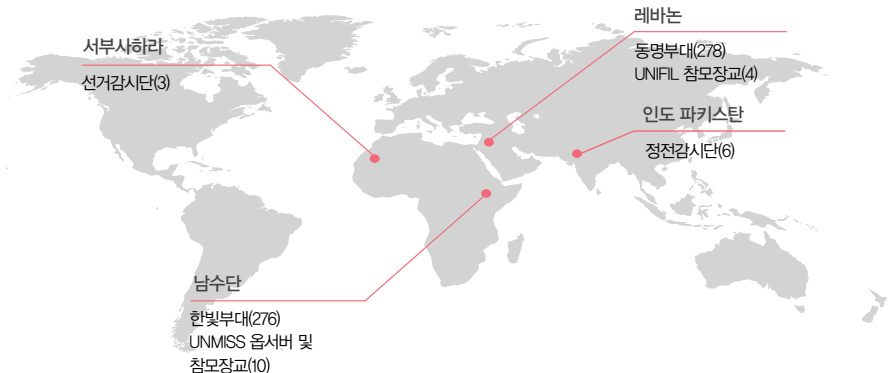 서부사하라
선거감시단(3)
레바논
동명부대(278)
UNIFIL 참모장교(4)
인도 파키스탄
정전감시단(6)
남수단
한빛부대(276)
UNMISS 옵서버 및
참모장교(10)